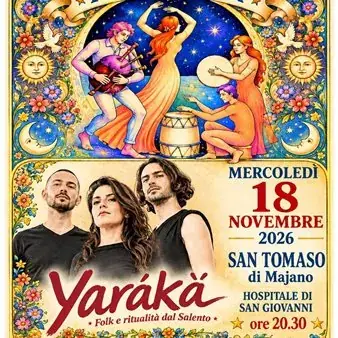 MERCOLEDÌ
18
NOVEMBRE
2026
SAN TOMASO
di Majano
HOSPITALE DI
SAN GIOVANNI
ore 20.30
Yarákä
• Folk e ritualità dal Salento •